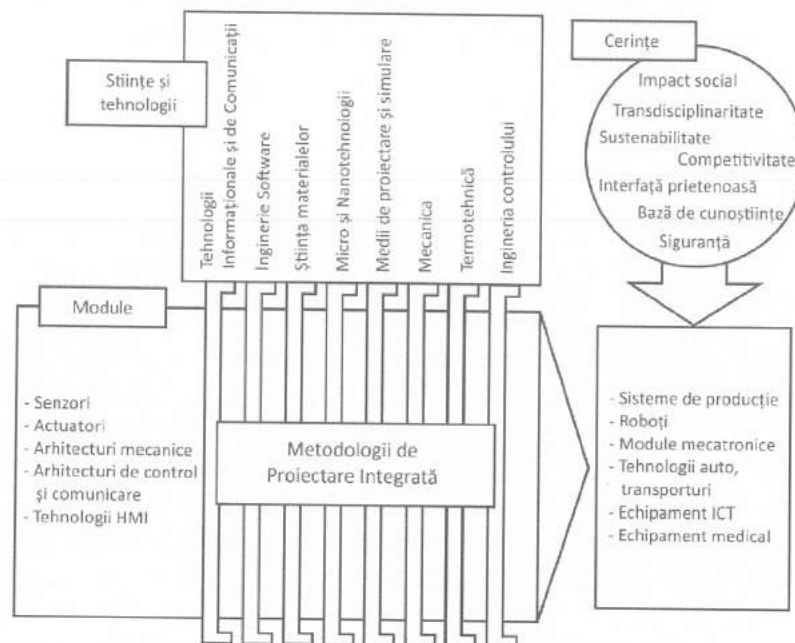 Stiințe și
tehnologii
Tehnologii
Informaționale și de Comunicații
Inginerie Software
Știința materialelor
Micro și Nanotehnologii
Medii de proiectare și simulare
Mecanica
Termotehnică
Ingineria controlului
Cerințe
Impact social
Transdisciplinaritate
Sustenabilitate
Competitivitate
Interfață prietenoasă
Bază de cunoștiințe
Siguranță
Module
- Senzori
- Actuatori
- Arhitecturi mecanice
- Arhitecturi de control
și comunicare
- Tehnologii HMI
Metodologii de
Proiectare Integrată
- Sisteme de producție
- Roboți
- Module mecatronice
- Tehnologii auto,
transporturi
- Echipament ICT
- Echipament medical